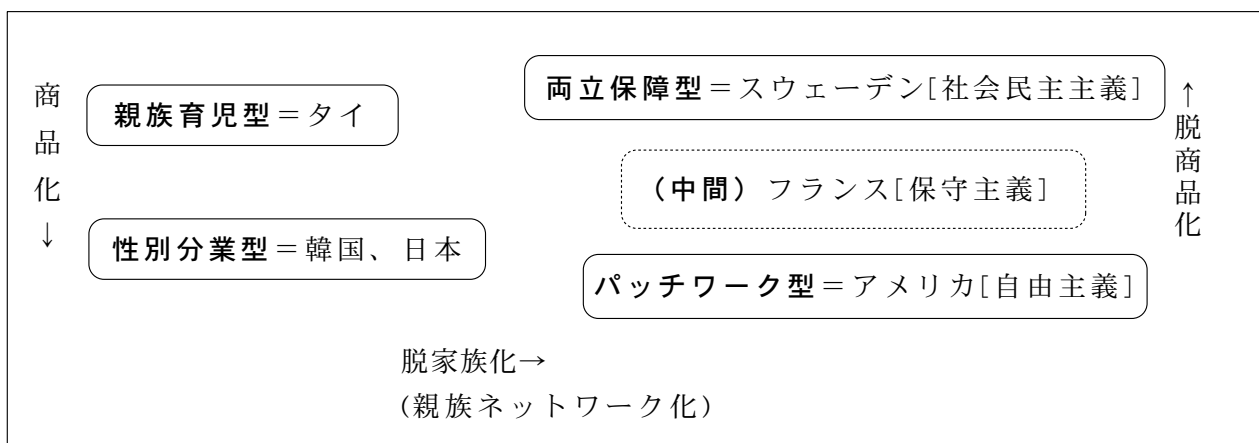 商品化↓
親族育児型＝タイ
性別分業型＝韓国、日本
両立保障型＝スウェーデン[社会民主主義]
（中間）フランス[保守主義]
パッチワーク型＝アメリカ[自由主義]
↑脱商品化
脱家族化→
(親族ネットワーク化)